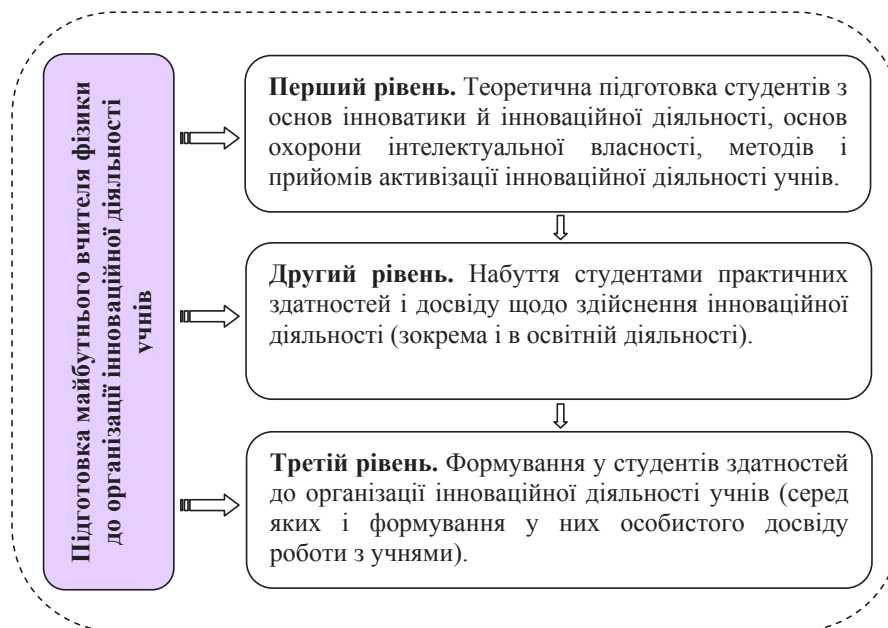 Підготовка майбутнього вчителя фізики
до організації інноваційної діяльності
учнів
Перший рівень. Теоретична підготовка студентів з
основ інноватики й інноваційної діяльності, основ
охорони інтелектуальної власності, методів і
прийомів активізації інноваційної діяльності учнів.
Другий рівень. Набуття студентами практичних
здатностей і досвіду щодо здійснення інноваційної
діяльності (зокрема і в освітній діяльності).
Третій рівень. Формування у студентів здатностей
до організації інноваційної діяльності учнів (серед
яких і формування у них особистого досвіду
роботи з учнями).